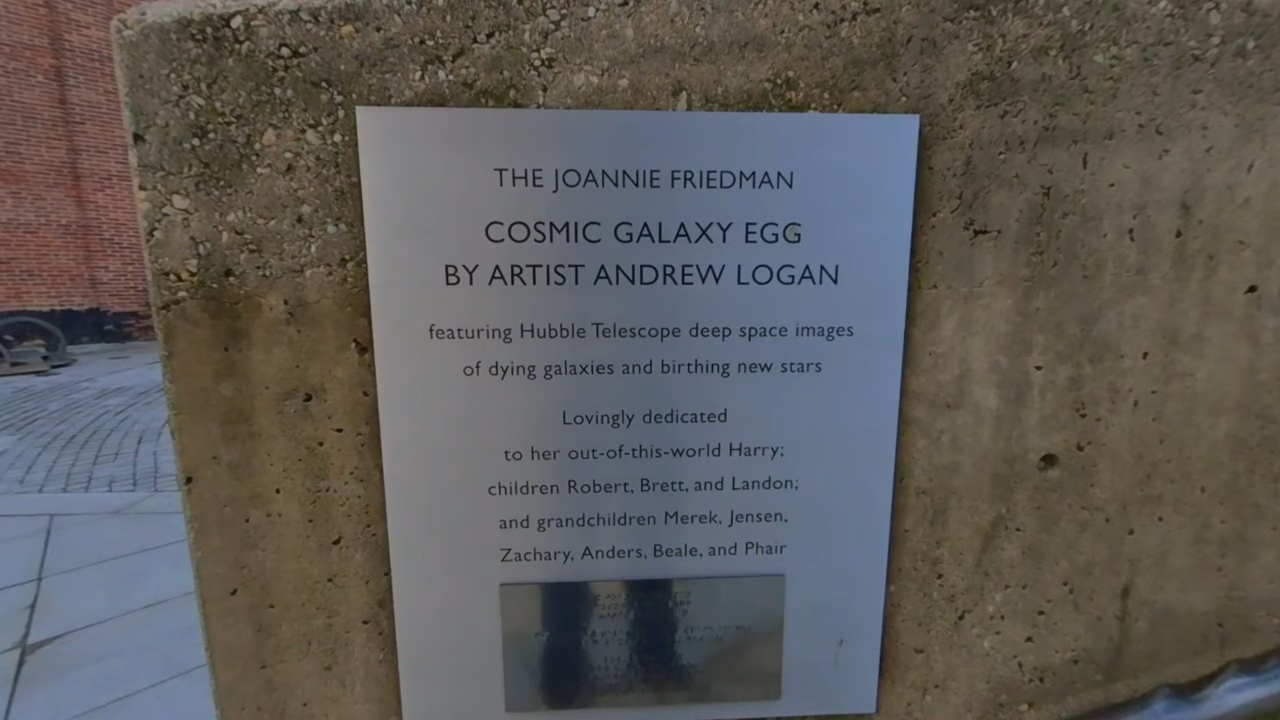 THE JOANNIE FRIEDMAN
COSMIC GALAXY EGG
BY ARTIST ANDREW LOGAN
featuring Hubble Telescope deep space images
of dying galaxies and birthing new stars
Lovingly dedicated
to her out-of-this-world Harry;
children Robert, Brett, and Landon;
and grandchildren Merek, Jensen,
Zachary, Anders, Beale, and Phair